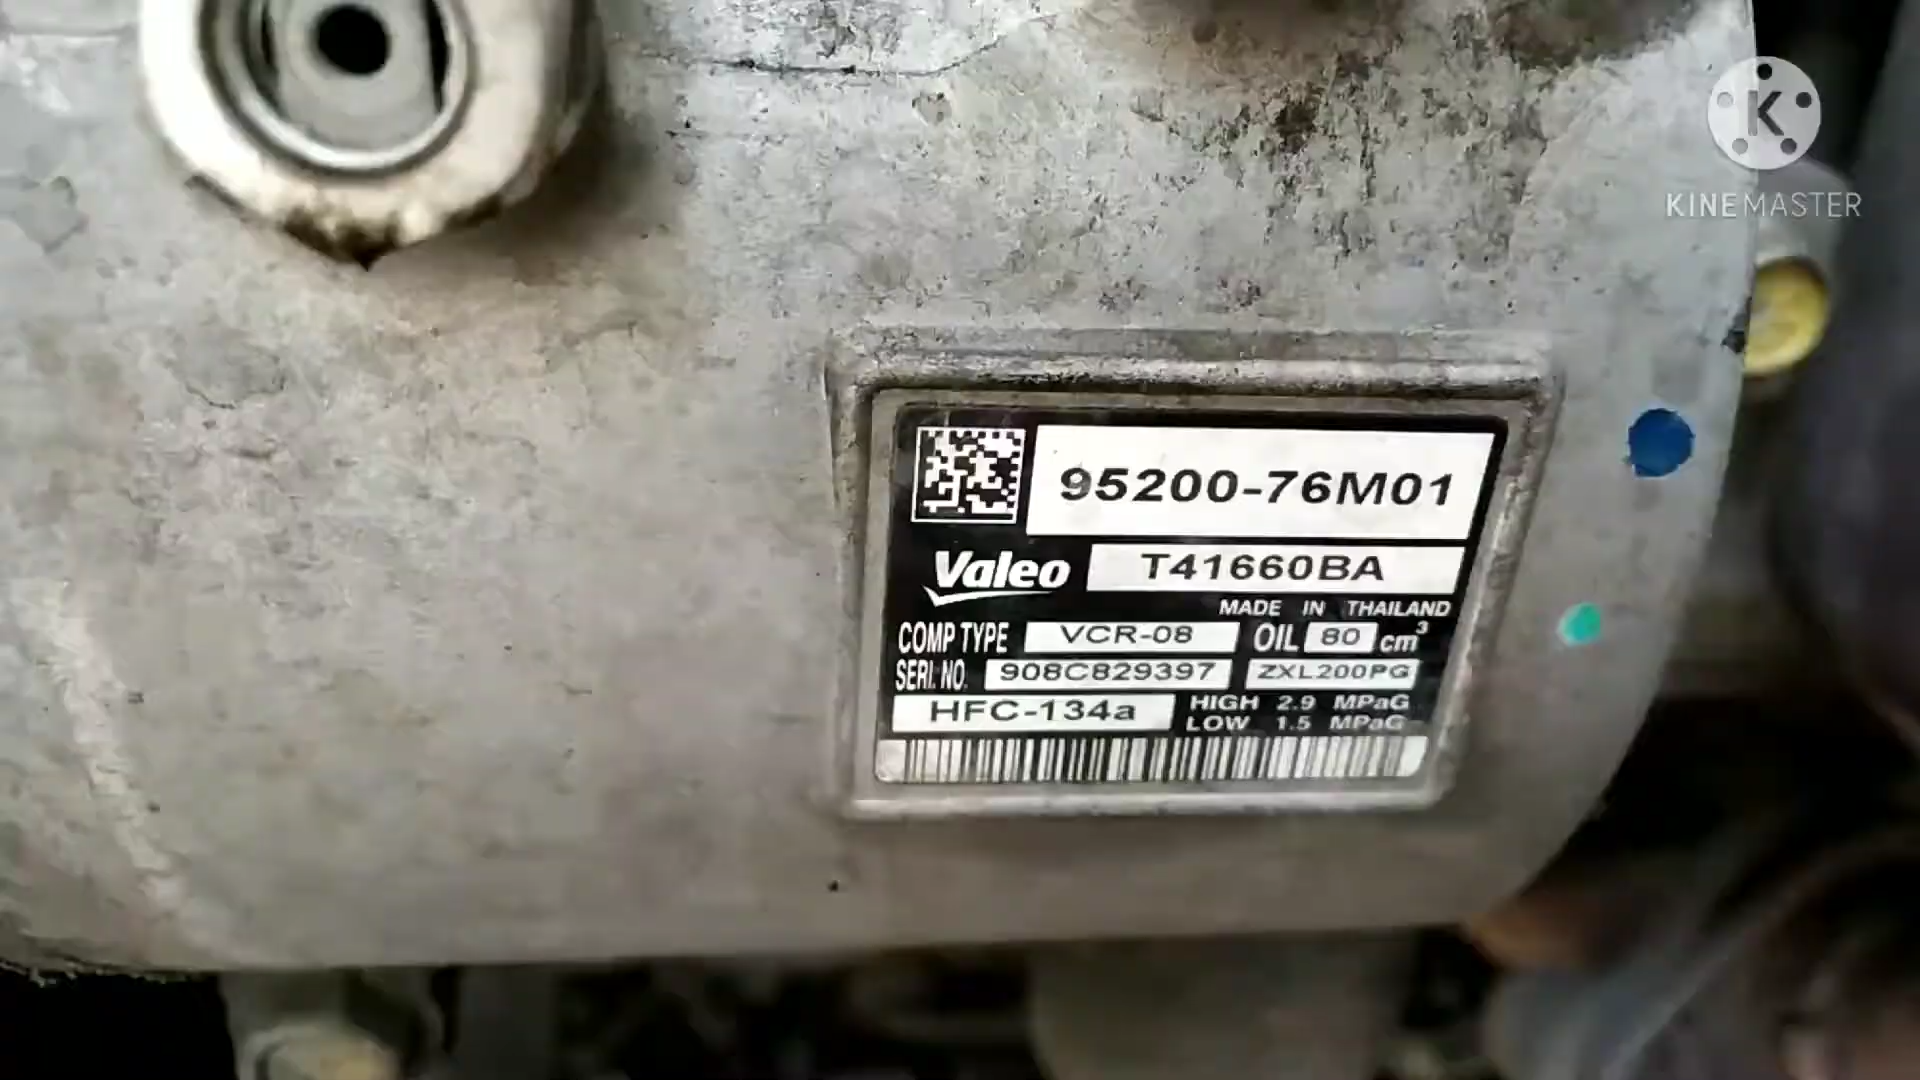 K
KINEMASTER
95200-76M01
Valeo T41660BA
MADE IN THAILAND
COMP TYPE VCR-08 OIL 80 cm³
SERI. NO. 908C829397 ZXL200PG
HFC-134a HIGH 2.9 MPaG
LOW 1.5 MPaG